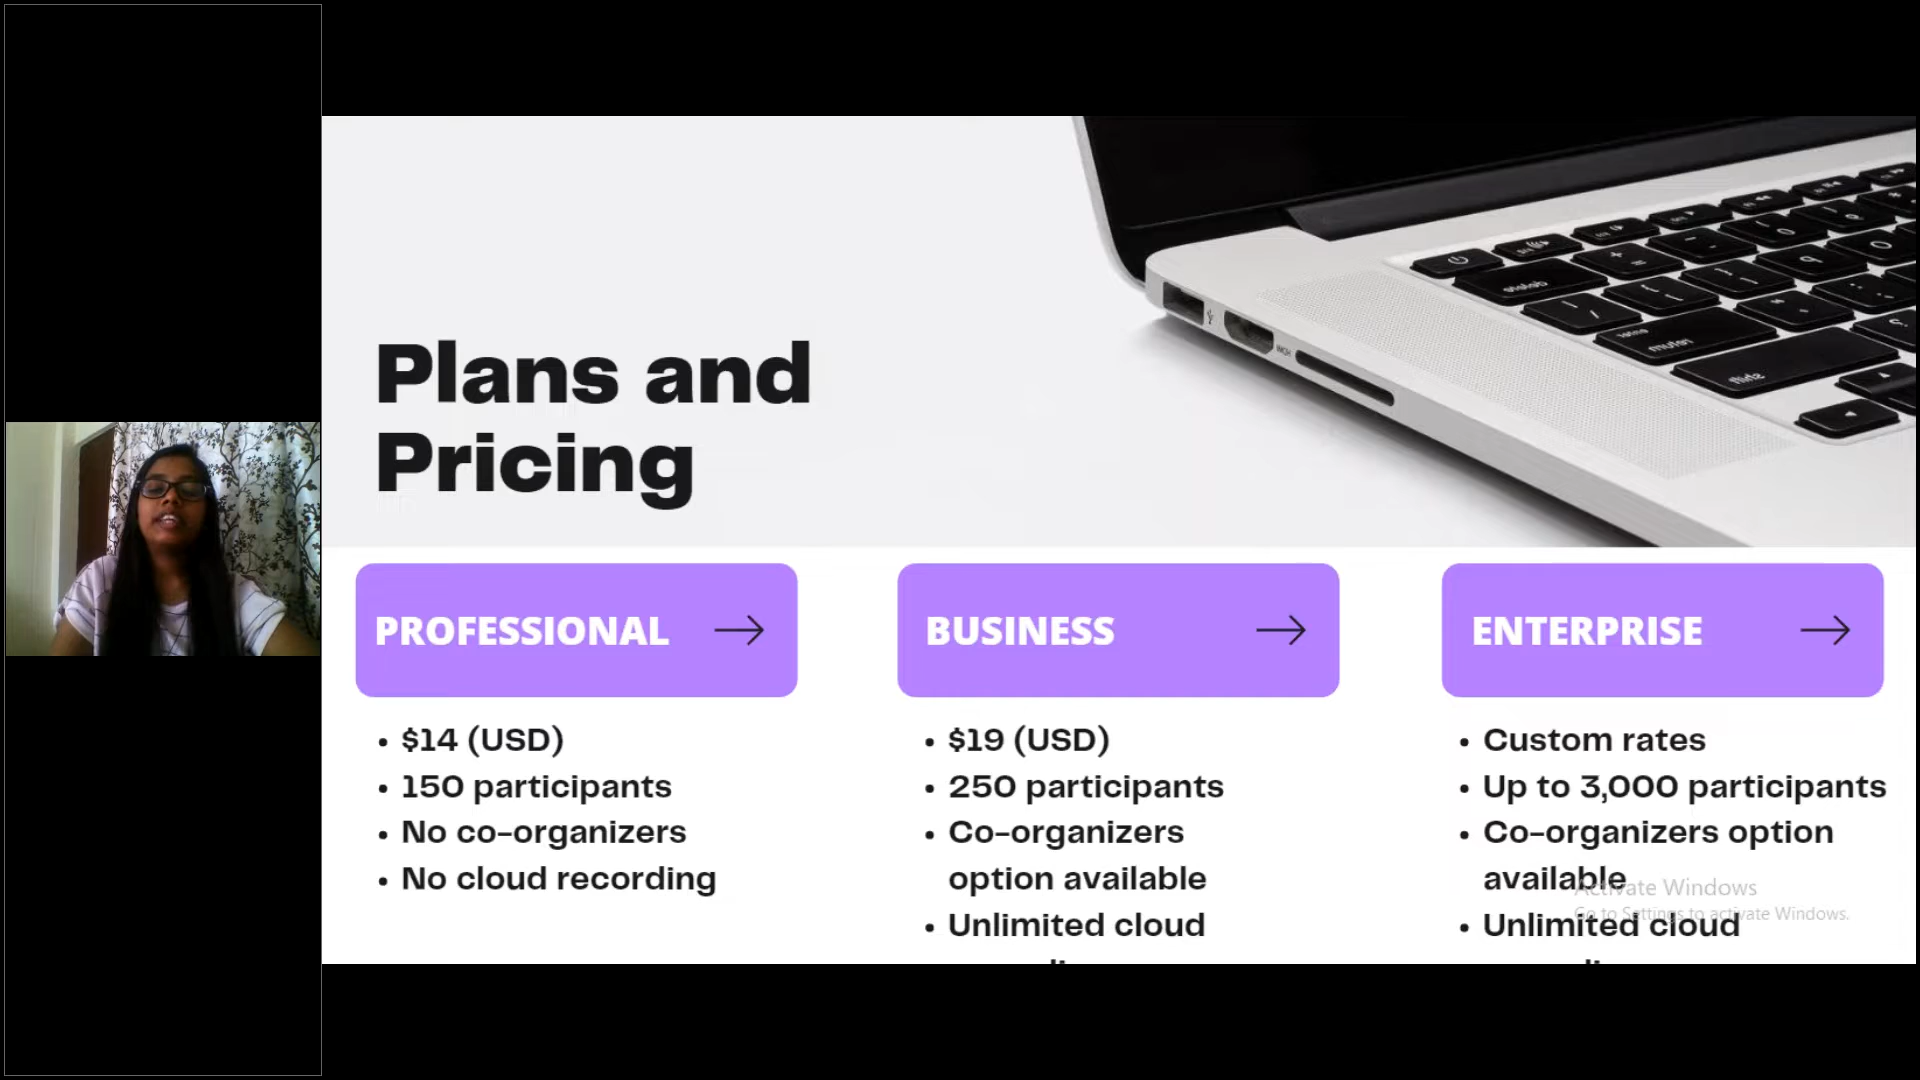 Plans and
Pricing
PROFESSIONAL
• $14 (USD)
• 150 participants
• No co-organizers
• No cloud recording
BUSINESS
• $19 (USD)
• 250 participants
• Co-organizers
option available
• Unlimited cloud
ENTERPRISE
• Custom rates
• Up to 3,000 participants
• Co-organizers option
available
• Unlimited cloud
Activate Windows
Go to Settings to activate Windows.